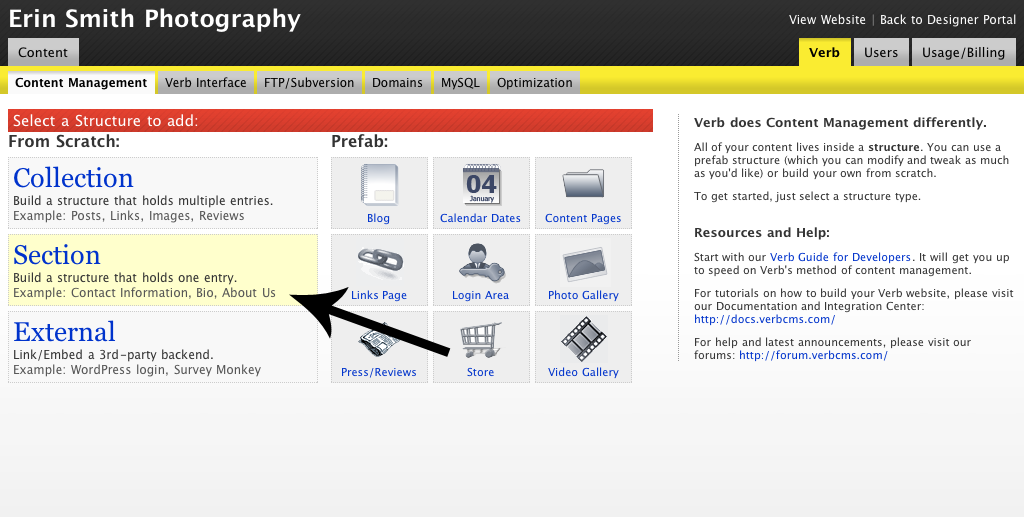 Erin Smith Photography
View Website | Back to Designer Portal
Content
Verb
Users
Usage/Billing
Content Management
Verb Interface
FTP/Subversion
Domains
MySQL
Optimization
Select a Structure to add:
From Scratch:
Collection
Build a structure that holds multiple entries.
Example: Posts, Links, Images, Reviews
Section
Build a structure that holds one entry.
Example: Contact Information, Bio, About Us
External
Link/Embed a 3rd-party backend.
Example: WordPress login, Survey Monkey
Prefab:
Blog
04
January
Calendar Dates
Content Pages
Links Page
Login Area
Photo Gallery
Press/Reviews
Store
Video Gallery
Verb does Content Management differently.
All of your content lives inside a structure. You can use a
prefab structure (which you can modify and tweak as much
as you'd like) or build your own from scratch.
To get started, just select a structure type.
Resources and Help:
Start with our Verb Guide for Developers. It will get you up
to speed on Verb's method of content management.
For tutorials on how to build your Verb website, please visit
our Documentation and Integration Center:
http://docs.verbcms.com/
For help and latest announcements, please visit our
forums: http://forum.verbcms.com/